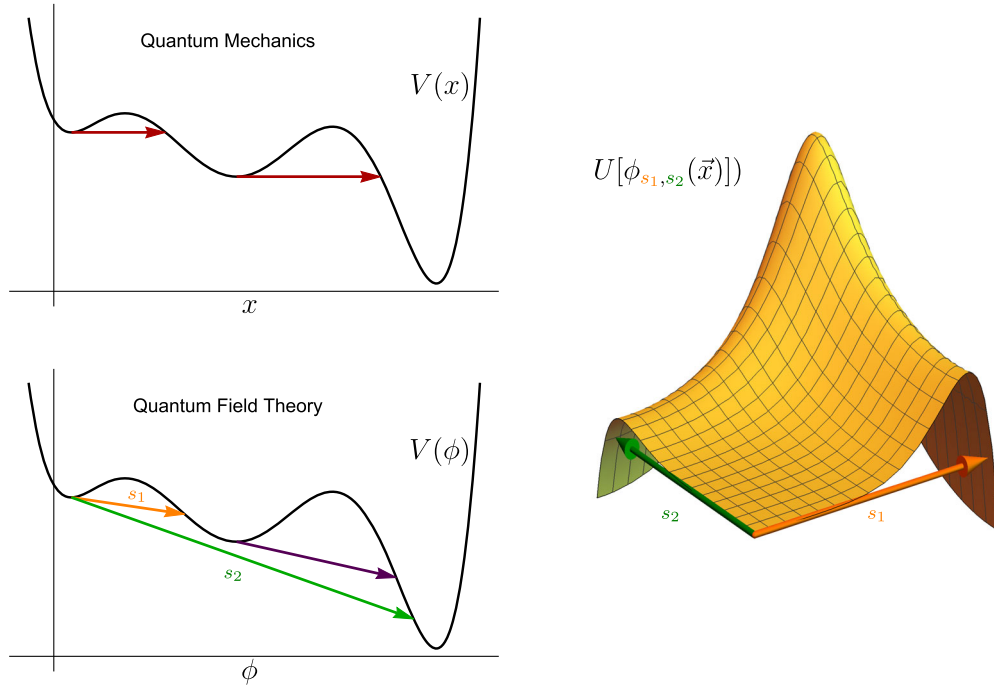 Quantum Mechanics
V(x)
x
Quantum Field Theory
V(ϕ)
s₁
s₂
ϕ
U[ϕₛ₁,ₛ₂(x⃗)])
s₂
s₁